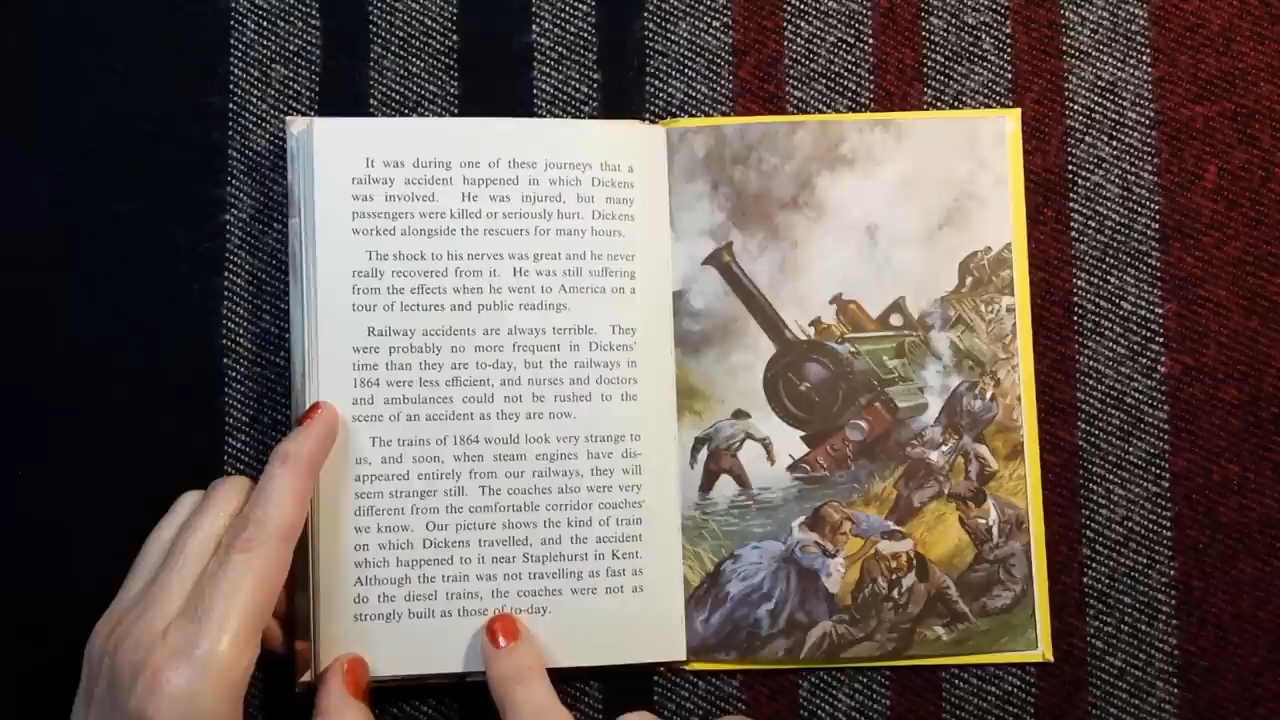 It was during one of these journeys that a
railway accident happened in which Dickens
was involved. He was injured, but many
passengers were killed or seriously hurt. Dickens
worked alongside the rescuers for many hours.
The shock to his nerves was great and he never
really recovered from it. He was still suffering
from the effects when he went to America on a
tour of lectures and public readings.
Railway accidents are always terrible. They
were probably no more frequent in Dickens'
time than they are to-day, but the railways in
1864 were less efficient, and nurses and doctors
and ambulances could not be rushed to the
scene of an accident as they are now.
The trains of 1864 would look very strange to
us, and soon, when steam engines have dis-
appeared entirely from our railways, they will
seem stranger still. The coaches also were very
different from the comfortable corridor coaches
we know. Our picture shows the kind of train
on which Dickens travelled, and the accident
which happened to it near Staplehurst in Kent.
Although the train was not travelling as fast as
do the diesel trains, the coaches were not as
strongly built as those of to-day.